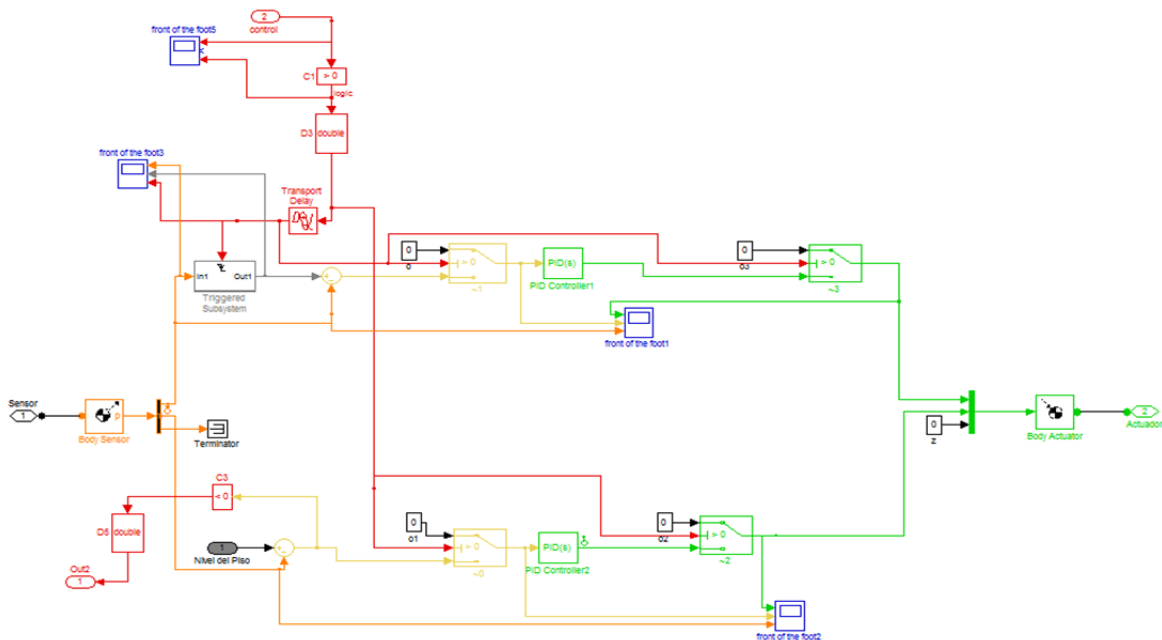 2
control
front of the foot5
C1
> 0
logic
D3
double
front of the foot3
Transport
Delay
0
o
> 0
~1
PID(s)
PID Controller1
0
o3
> 0
~3
In1
Out1
Triggered
Subsystem
front of the foot1
Sensor
1
p
Body Sensor
Terminator
0
z
Body Actuator
2
Actuador
C3
< 0
D5
double
Out2
1
1
Nivel del Piso
0
o1
> 0
~0
PID(s)
PID Controller2
0
o2
> 0
~2
front of the foot2